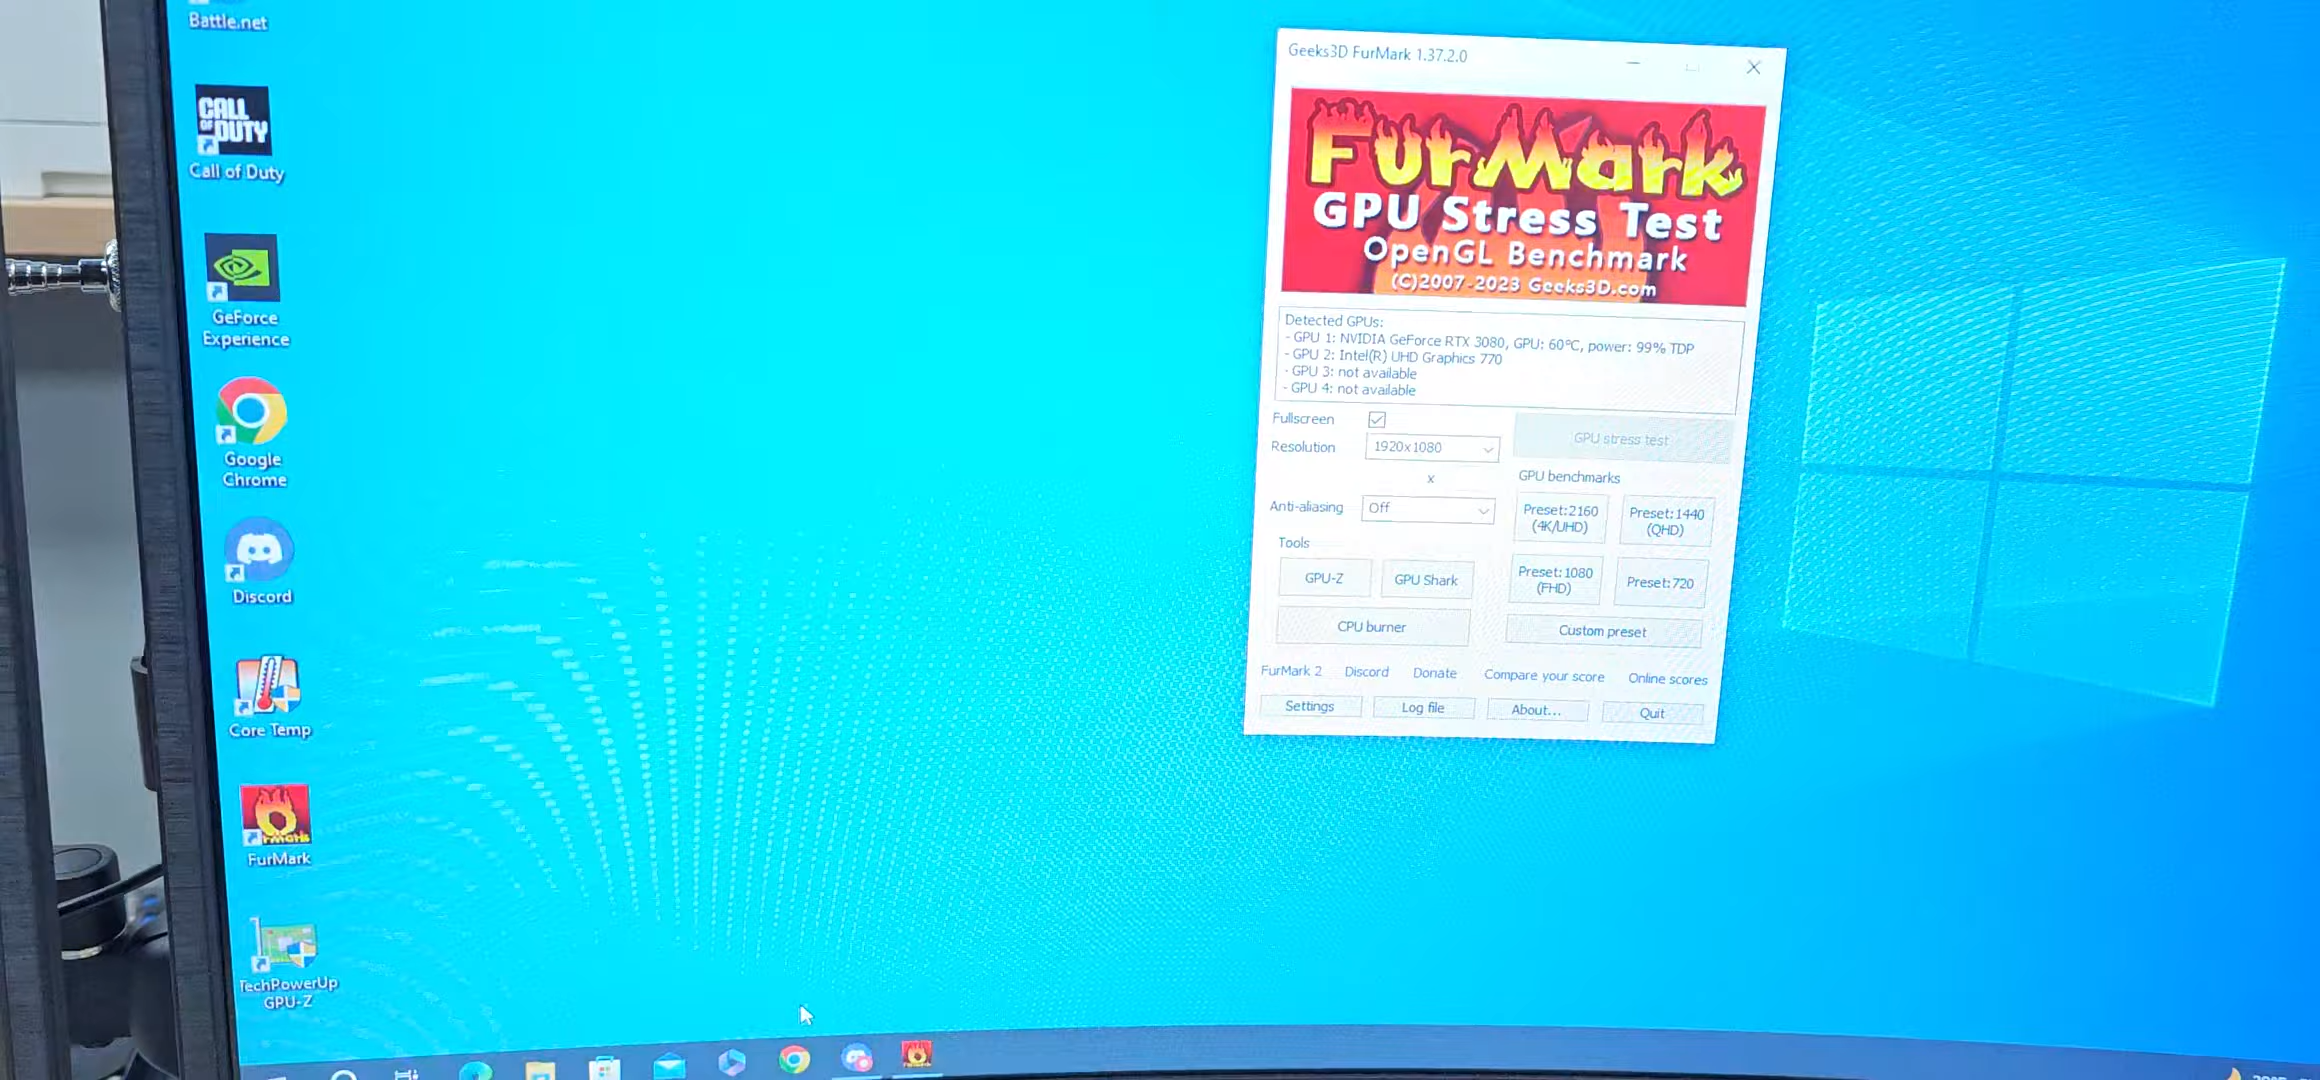 Battle.net
CALL
OF DUTY
Call of Duty
GeForce
Experience
Google
Chrome
Discord
Core Temp
FurMark
TechPowerUp
GPU-Z
Geeks3D FurMark 1.37.2.0
FurMark
GPU Stress Test
OpenGL Benchmark
(C)2007-2023 Geeks3D.com
Detected GPUs:
- GPU 1: NVIDIA GeForce RTX 3080, GPU: 60°C, power: 99% TDP
- GPU 2: Intel(R) UHD Graphics 770
- GPU 3: not available
- GPU 4: not available
Fullscreen
GPU stress test
Resolution
1920x1080
x
GPU benchmarks
Anti-aliasing
Off
Preset:2160
(4K/UHD)
Preset:1440
(QHD)
Tools
GPU-Z
GPU Shark
Preset:1080
(FHD)
Preset:720
CPU burner
Custom preset
FurMark 2 Discord Donate Compare your score Online scores
Settings Log file About... Quit